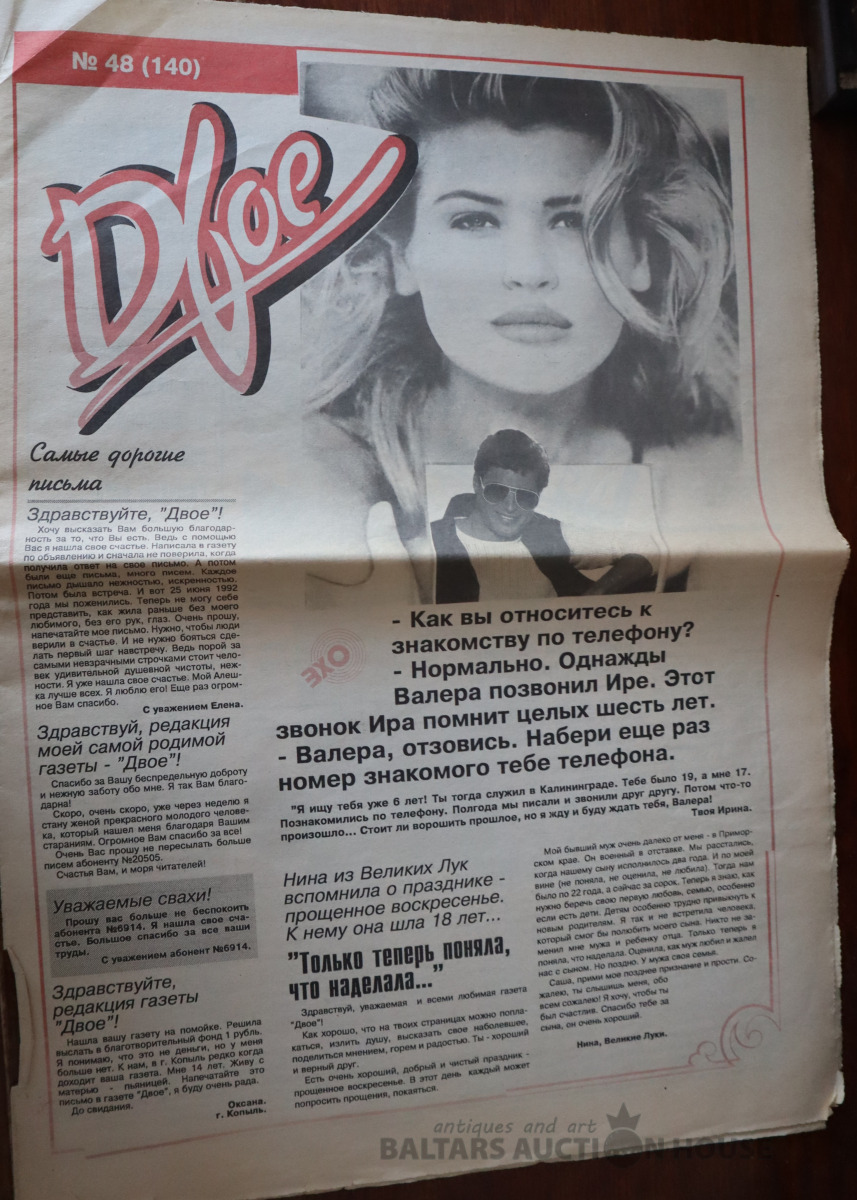 № 48 (140)
Двое
Самые дорогие
письма
Здравствуйте, "Двое"!
Хочу высказать Вам большую благодар-
ность за то, что Вы есть. Ведь с помощью
Вас я нашла свое счастье. Написала в газету
по объявлению и сначала не поверила, когда
получила ответ на свое письмо. А потом
были еще письма, много писем. Каждое
письмо дышало нежностью, искренностью.
Потом была встреча. И вот 25 июня 1992
года мы поженились. Теперь не могу себе
представить, как жила раньше без моего
любимого, без его рук, глаз. Очень прошу,
напечатайте мое письмо. Нужно, чтобы люди
верили в счастье. И не нужно бояться сде-
лать первый шаг навстречу. Ведь порой за
самыми невзрачными строчками стоит чело-
век удивительной душевной чистоты, неж-
ности. Я уже нашла свое счастье. Мой Алеш-
ка лучше всех. Я люблю его! Еще раз огром-
ное Вам спасибо.
С уважением Елена.
Здравствуй, редакция
моей самой родимой
газеты - "Двое"!
Спасибо за Вашу беспредельную доброту
и нежную заботу обо мне. Я так Вам благо-
дарна!
Скоро, очень скоро, уже через неделю я
стану женой прекрасного молодого челове-
ка, который нашел меня благодаря Вашим
стараниям. Огромное Вам спасибо за все!
Очень Вас прошу не пересылать больше
писем абоненту №20505.
Счастья Вам, и моря читателей!
Уважаемые свахи!
Прошу вас больше не беспокоить
абонента №6914. Я нашла свое сча-
стье. Большое спасибо за все ваши
труды.
С уважением абонент №6914.
Здравствуйте,
редакция газеты
"Двое"!
Нашла вашу газету на помойке. Решила
выслать в благотворительный фонд 1 рубль.
Я понимаю, что это не деньги, но у меня
больше нет. К нам, в г. Копыль редко когда
доходит ваша газета. Мне 14 лет. Живу с
матерью - пьяницей. Напечатайте это
письмо в газете "Двое", я буду очень рада.
До свидания.
Оксана.
г. Копыль.
ЭХО
- Как вы относитесь к
знакомству по телефону?
- Нормально. Однажды
Валера позвонил Ире. Этот
звонок Ира помнит целых шесть лет.
- Валера, отзовись. Набери еще раз
номер знакомого тебе телефона.
"Я ищу тебя уже 6 лет! Ты тогда служил в Калининграде. Тебе было 19, а мне 17.
Познакомились по телефону. Полгода мы писали и звонили друг другу. Потом что-то
произошло... Стоит ли ворошить прошлое, но я жду и буду ждать тебя, Валера!
Твоя Ирина.
Нина из Великих Лук
вспомнила о празднике -
прощенное воскресенье.
К нему она шла 18 лет...
"Только теперь поняла,
что наделала..."
Здравствуй, уважаемая и всеми любимая газета
"Двое"!
Как хорошо, что на твоих страницах можно попла-
каться, излить душу, высказать свое наболевшее,
поделиться мнением, горем и радостью. Ты - хороший
и верный друг.
Есть очень хороший, добрый и чистый праздник -
прощенное воскресенье. В этот день каждый может
попросить прощения, покаяться.
Мой бывший муж очень далеко от меня - в Примор-
ском крае. Он военный в отставке. Мы расстались,
когда нашему сыну исполнилось два года. И по моей
вине (не поняла, не оценила, не любила). Тогда нам
было по 22 года, а сейчас за сорок. Теперь я знаю, как
нужно беречь свою первую любовь, семью, особенно
если есть дети. Детям особенно трудно привыкнуть к
новым родителям. Я так и не встретила человека,
который смог бы полюбить моего сына. Никто не за-
менил мне мужа и ребенку отца. Только теперь я
поняла, что наделала. Оценила, как муж любил и жалел
нас с сыном. Но поздно. У мужа своя семья.
Саша, прими мое позднее признание и прости. Со-
жалею, ты слышишь меня, обо
всем сожалею! Я хочу, чтобы ты
был счастлив. Спасибо тебе за
сына, он очень хороший.
Нина, Великие Луки.
antiques and art
BALTARS AUCTION HOUSE